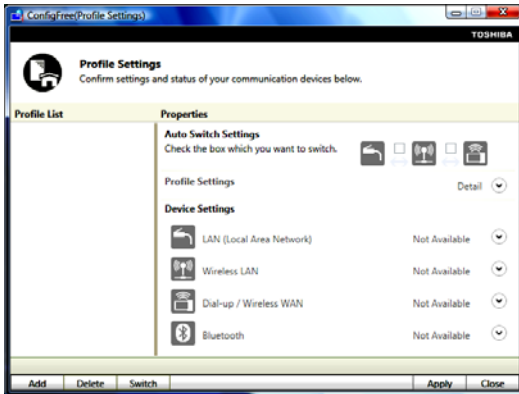 ConfigFree(Profile Settings)
TOSHIBA
Profile Settings
Confirm settings and status of your communication devices below.
Profile List
Properties
Auto Switch Settings
Check the box which you want to switch.
Profile Settings Detail
Device Settings
LAN (Local Area Network) Not Available
Wireless LAN Not Available
Dial-up / Wireless WAN Not Available
Bluetooth Not Available
Add Delete Switch Apply Close